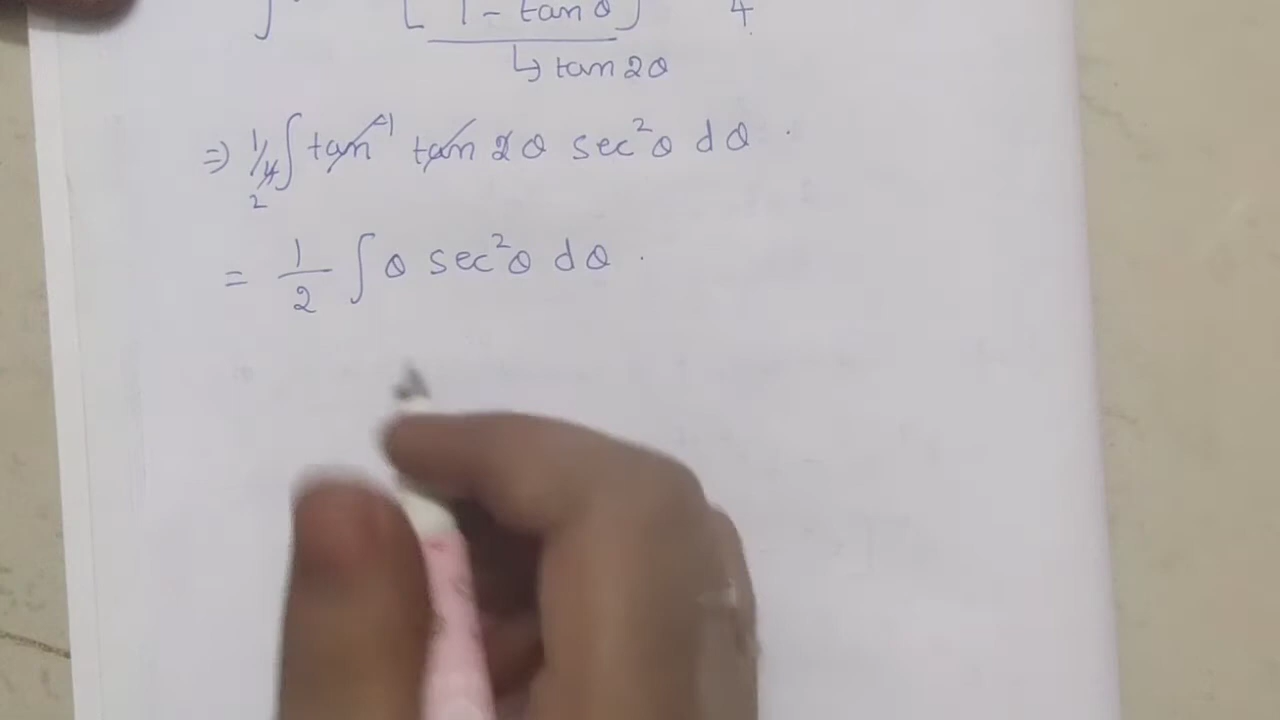 ∫ [ 1 - tan θ ] 4
↳ tan 2θ
⇒ 1/4 2 ∫ tan⁻¹ tan 2θ sec²θ dθ .
= 1/2 ∫ θ sec²θ dθ .